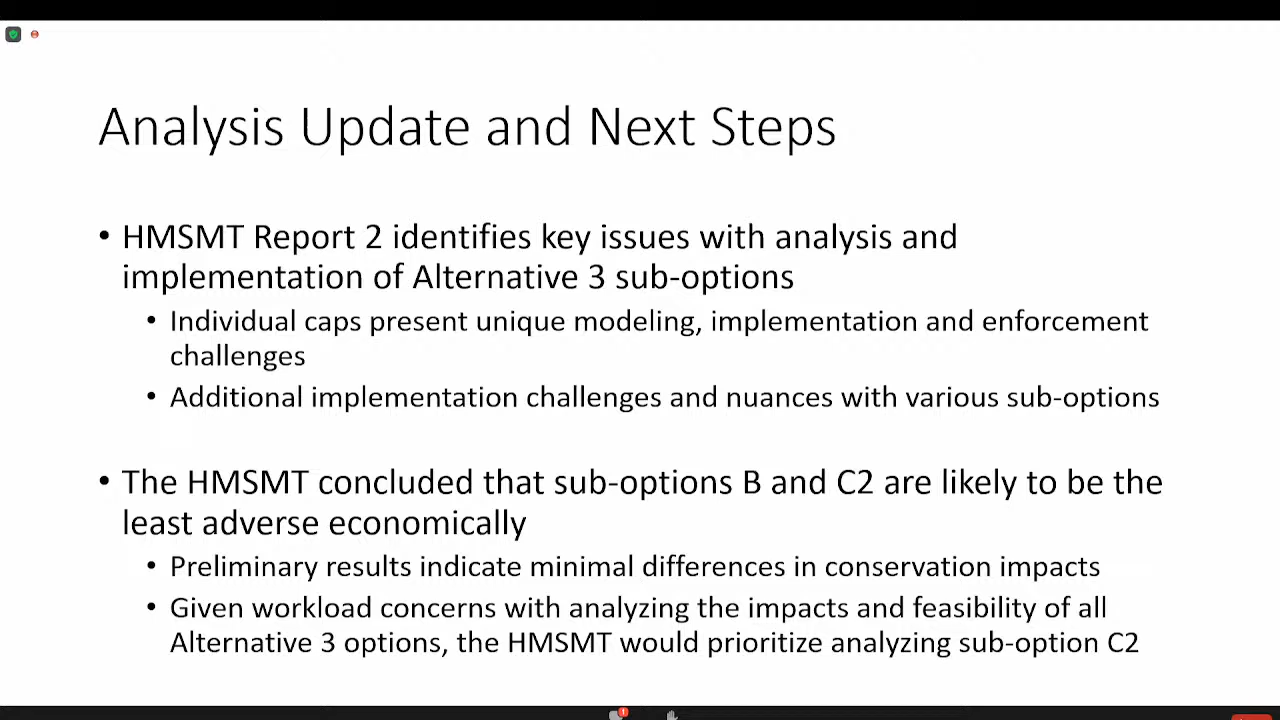 Analysis Update and Next Steps
• HMSMT Report 2 identifies key issues with analysis and
implementation of Alternative 3 sub-options
• Individual caps present unique modeling, implementation and enforcement
challenges
• Additional implementation challenges and nuances with various sub-options
• The HMSMT concluded that sub-options B and C2 are likely to be the
least adverse economically
• Preliminary results indicate minimal differences in conservation impacts
• Given workload concerns with analyzing the impacts and feasibility of all
Alternative 3 options, the HMSMT would prioritize analyzing sub-option C2
1